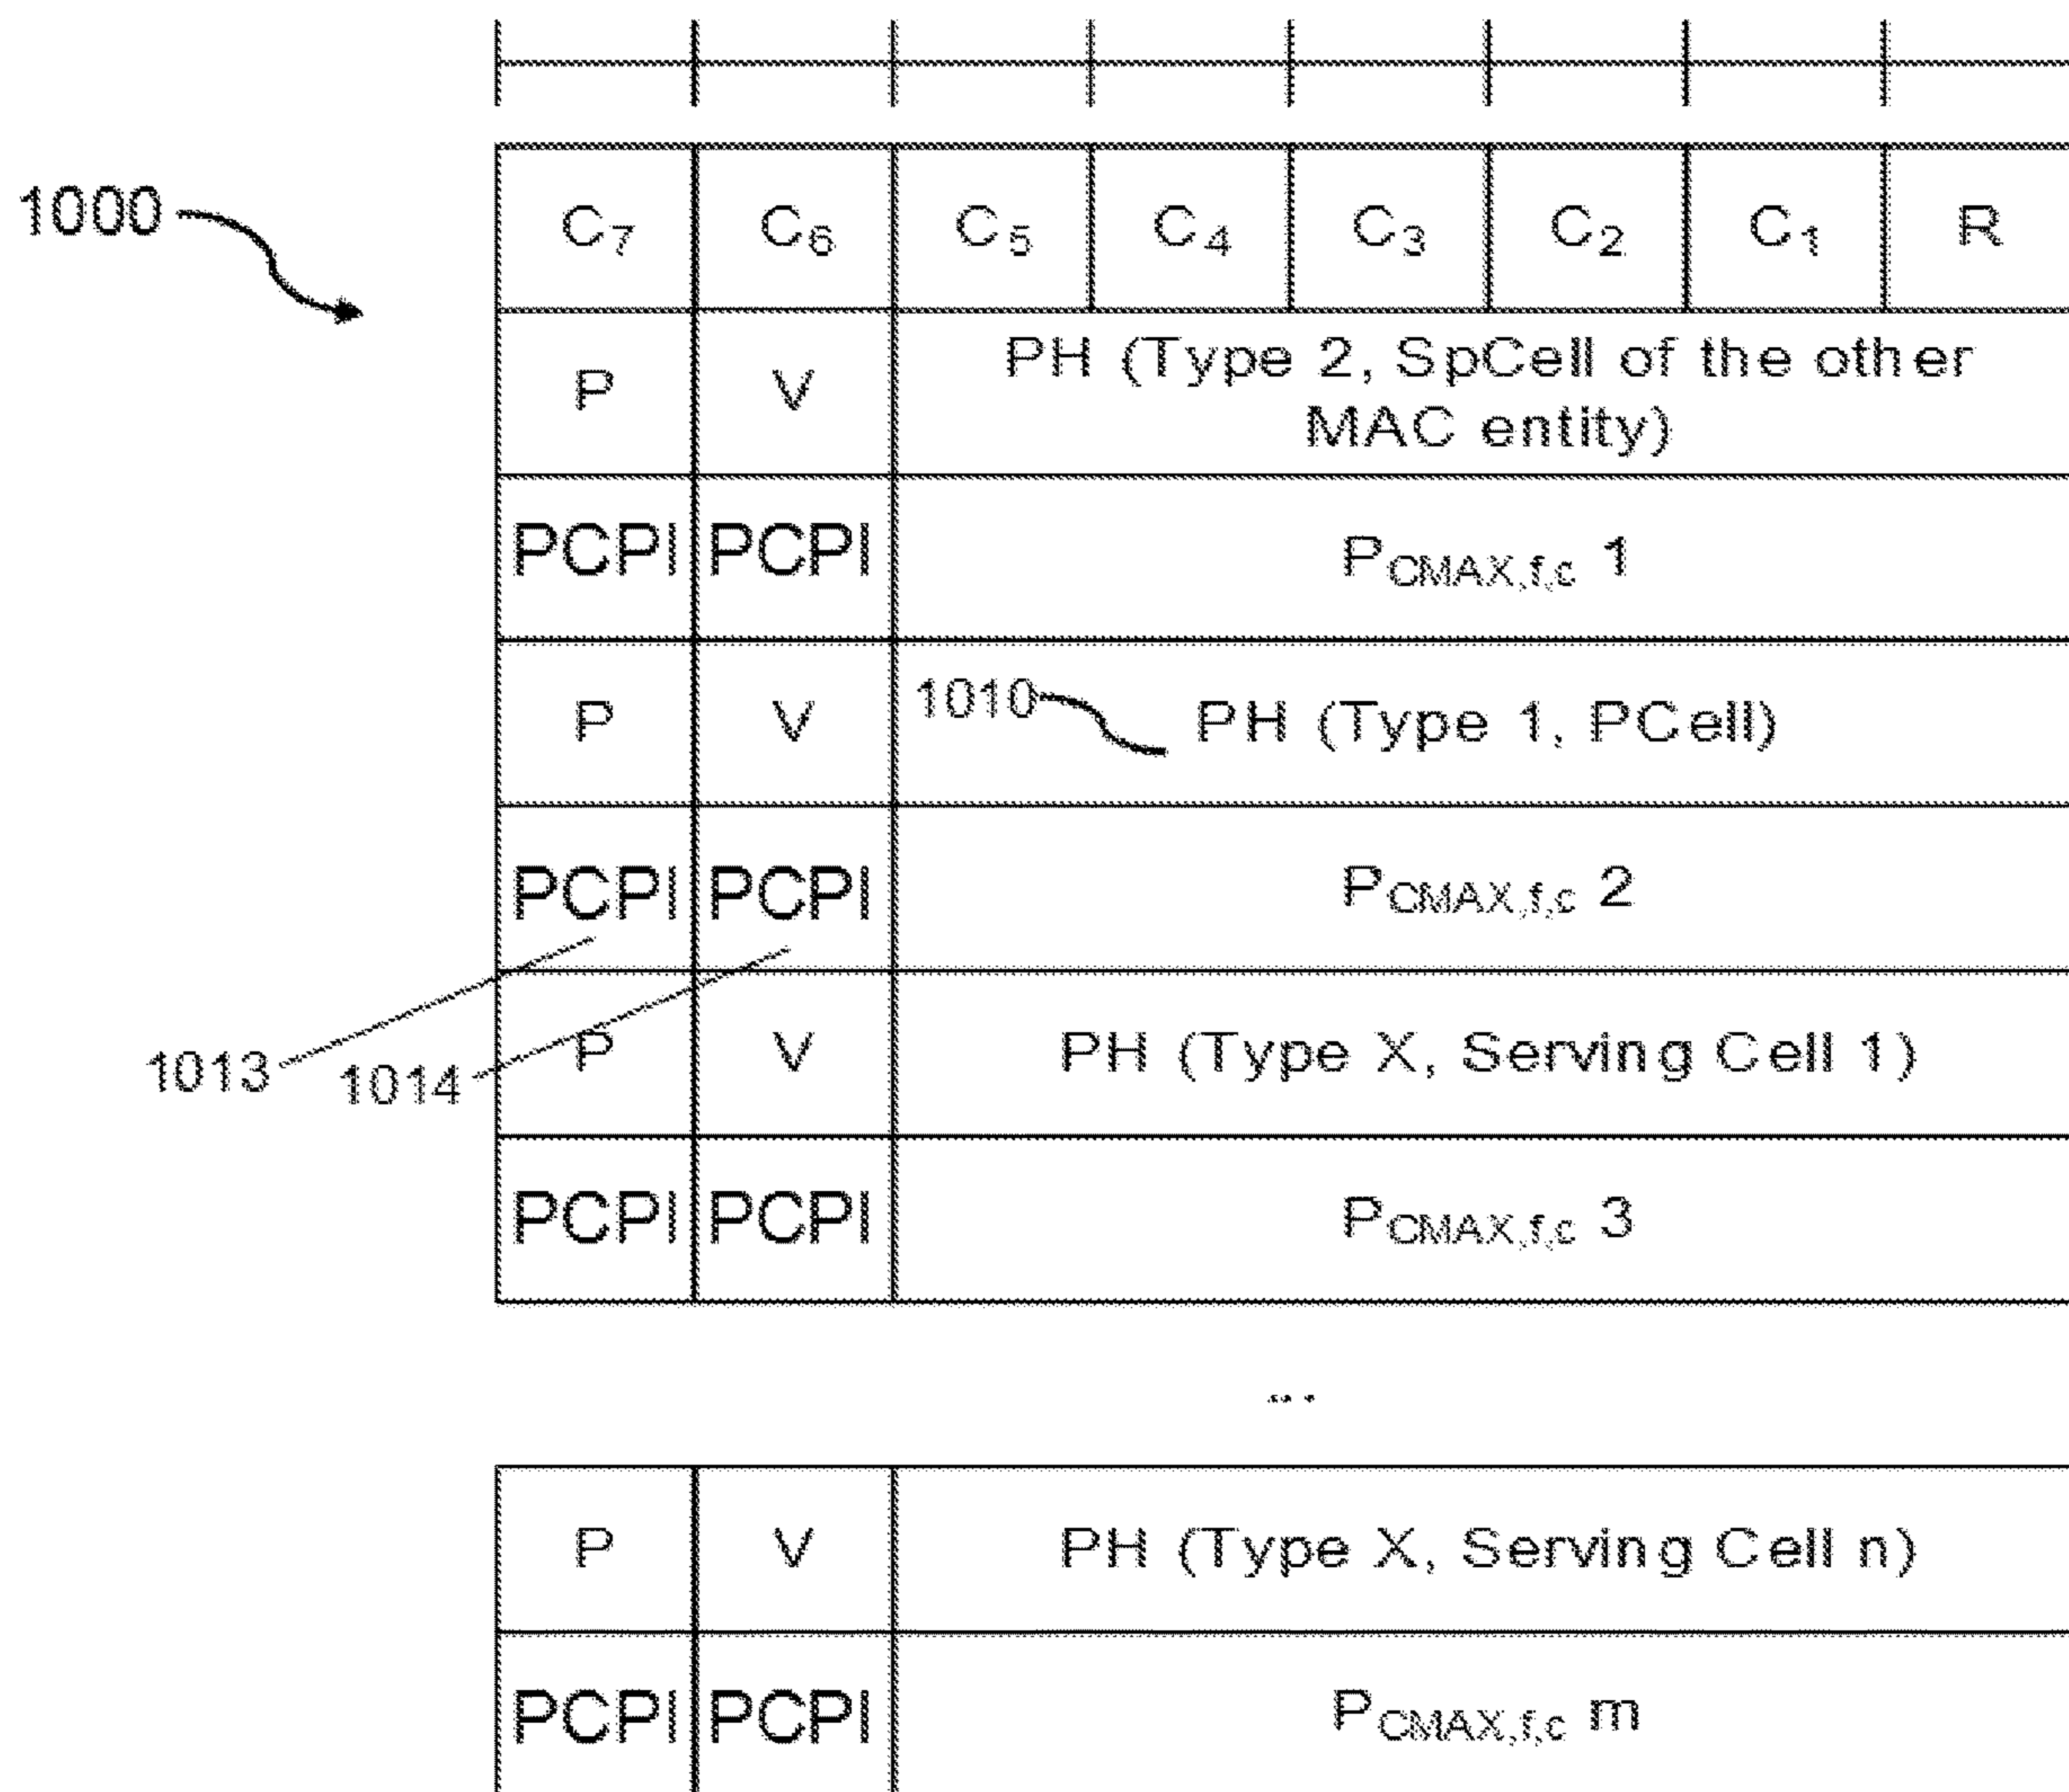 1000
C7 C6 C5 C4 C3 C2 C1 R
P V PH (Type 2, SpCell of the other
MAC entity)
PCPI PCPI PCMAX,f,c 1
P V 1010 PH (Type 1, PCell)
PCPI PCPI PCMAX,f,c 2
1013 1014 P V PH (Type X, Serving Cell 1)
PCPI PCPI PCMAX,f,c 3
...
P V PH (Type X, Serving Cell n)
PCPI PCPI PCMAX,f,c m